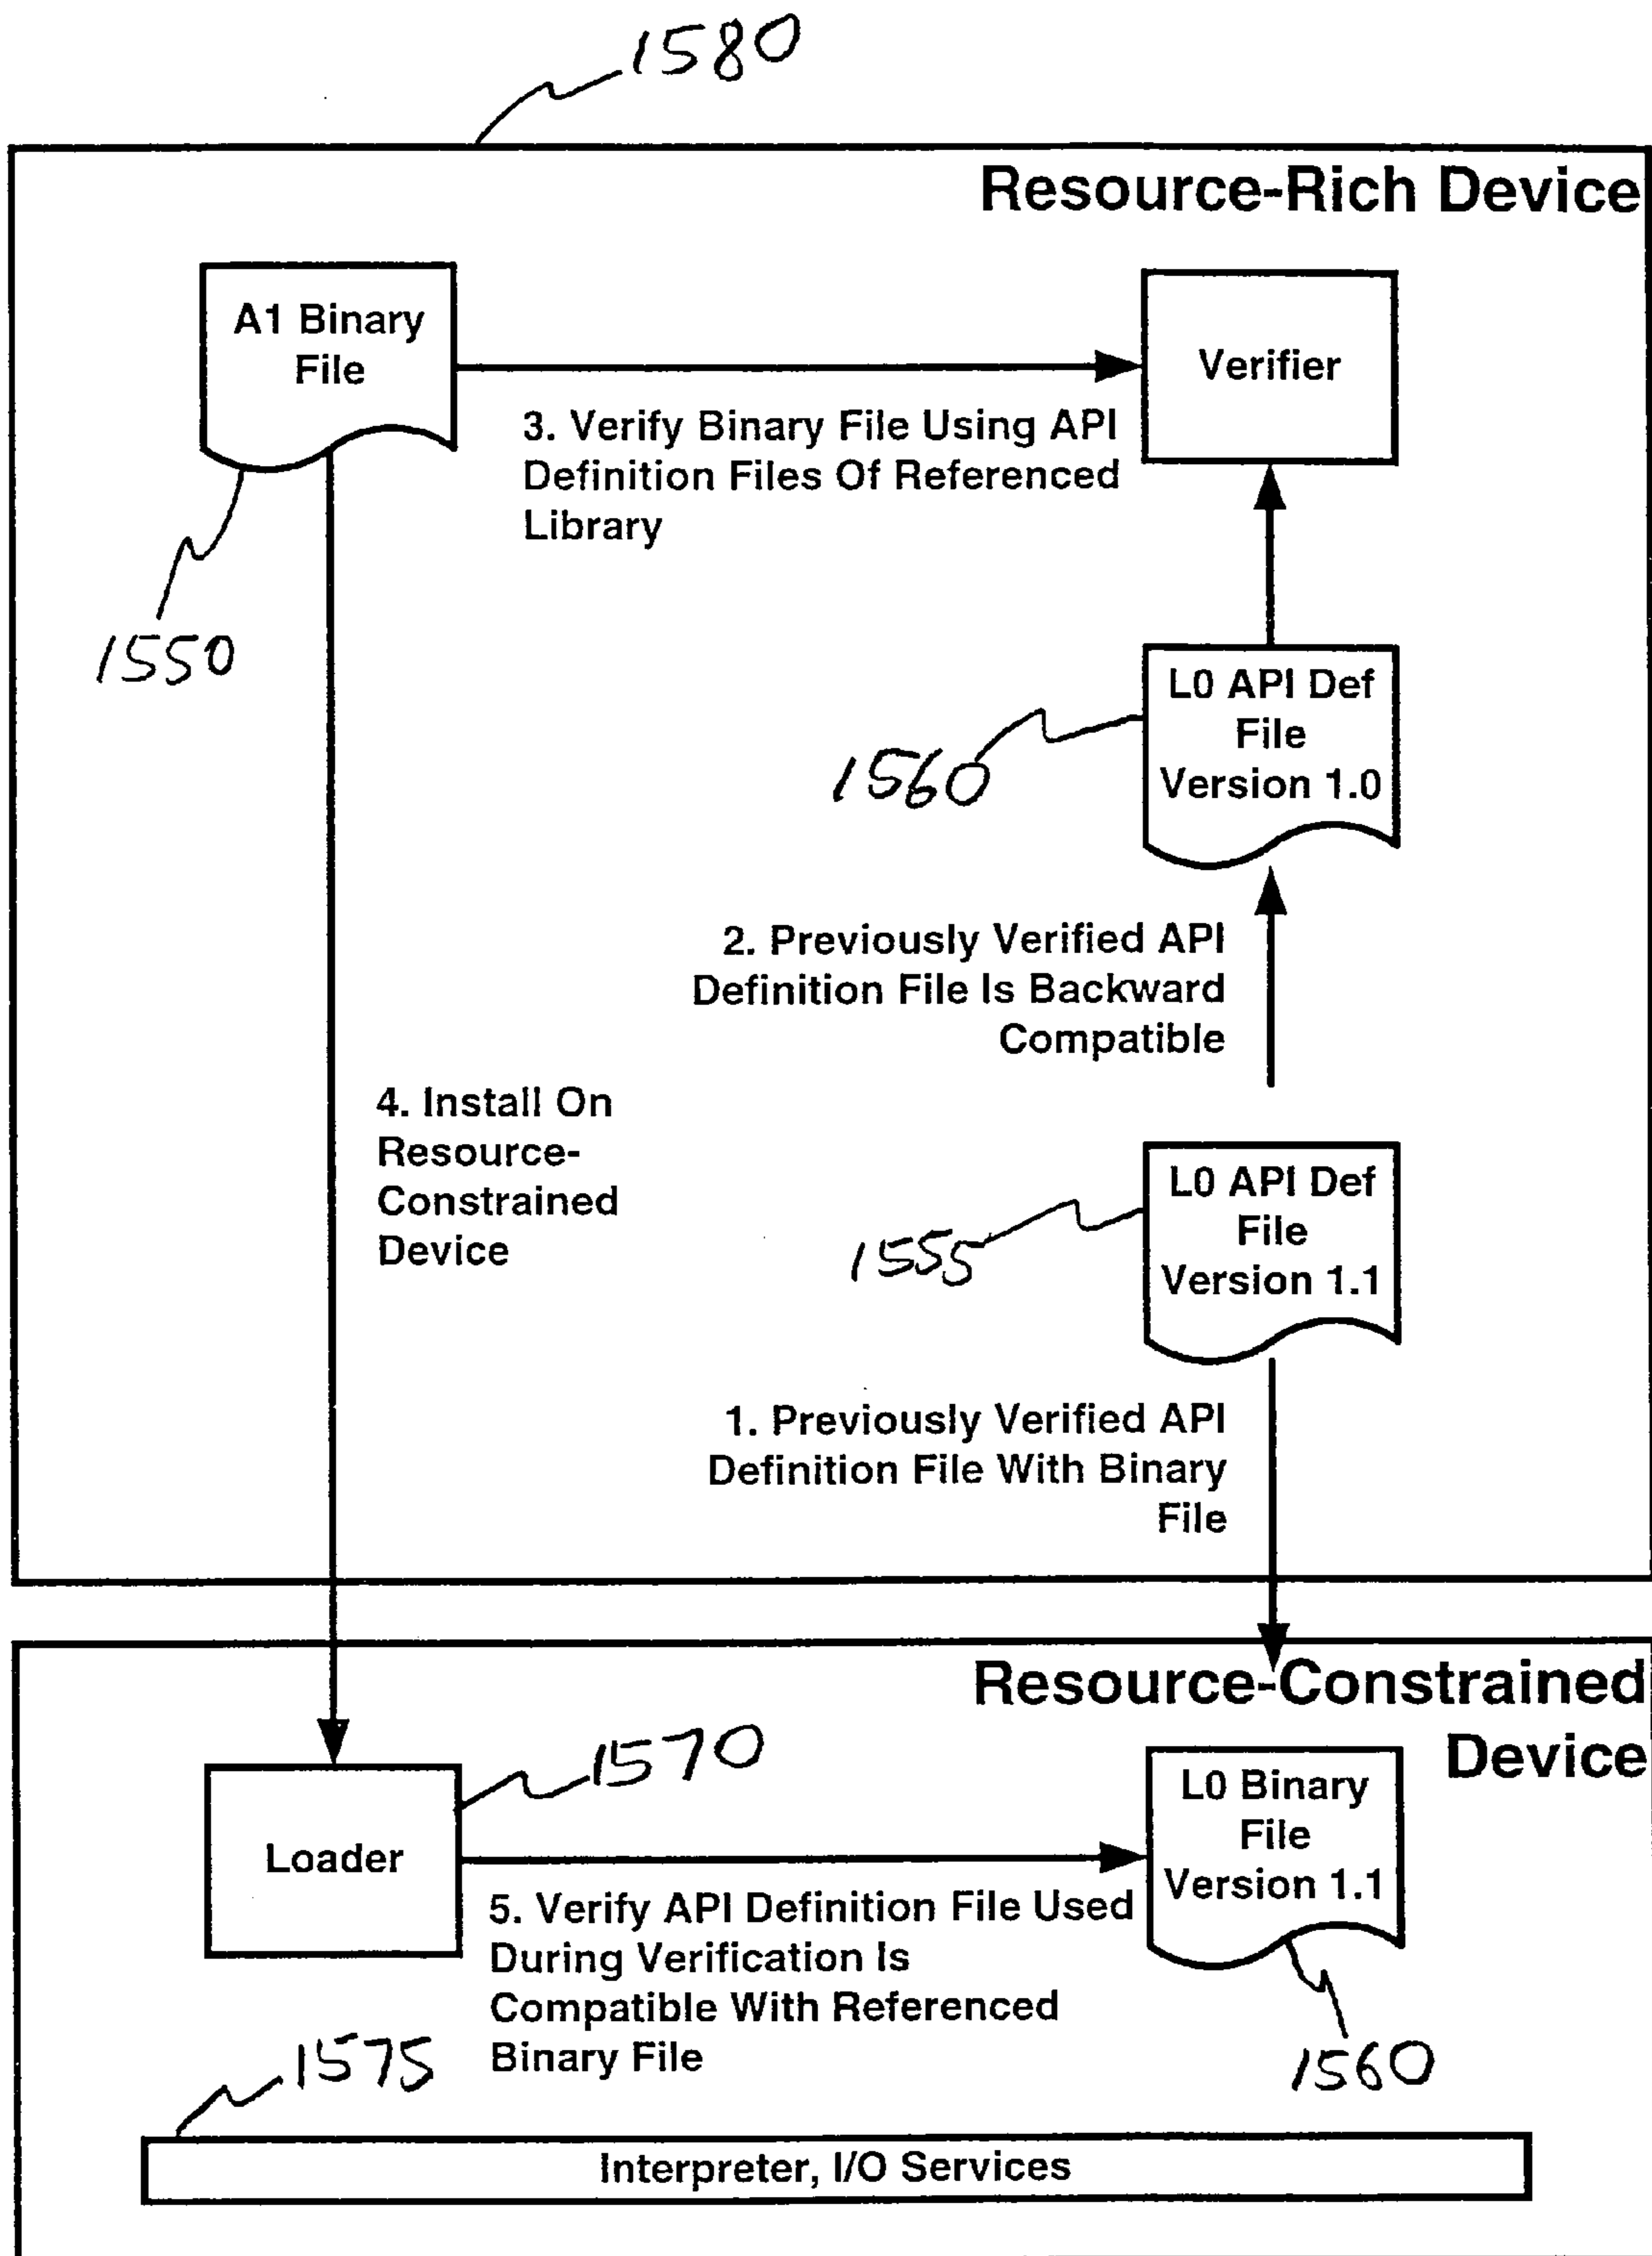 1580
Resource-Rich Device
A1 Binary
File
Verifier
3. Verify Binary File Using API
Definition Files Of Referenced
Library
1550
L0 API Def
File
Version 1.0
1560
2. Previously Verified API
Definition File Is Backward
Compatible
4. Install On
Resource-
Constrained
Device
L0 API Def
File
Version 1.1
1555
1. Previously Verified API
Definition File With Binary
File
Resource-Constrained
Device
1570
Loader
L0 Binary
File
Version 1.1
5. Verify API Definition File Used
During Verification Is
Compatible With Referenced
Binary File
1575
1560
Interpreter, I/O Services